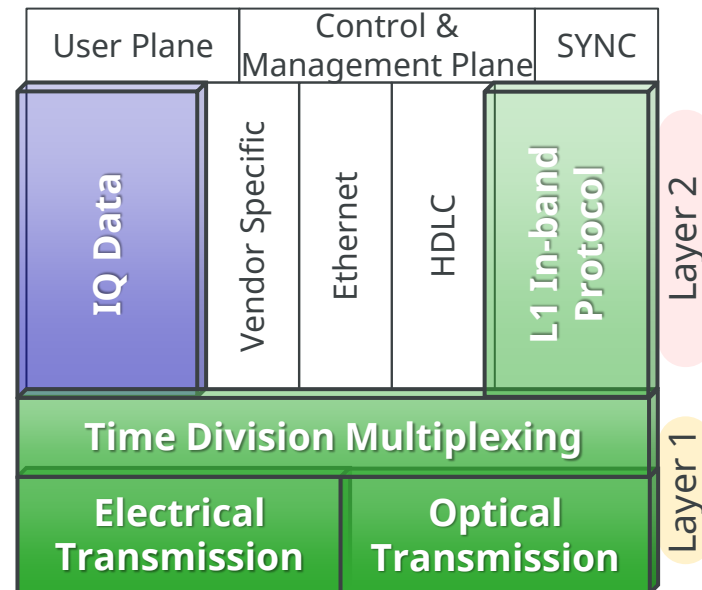 User Plane
Control &
Management Plane
SYNC
IQ Data
Vendor Specific
Ethernet
HDLC
L1 In-band
Protocol
Layer 2
Time Division Multiplexing
Layer 1
Electrical
Transmission
Optical
Transmission